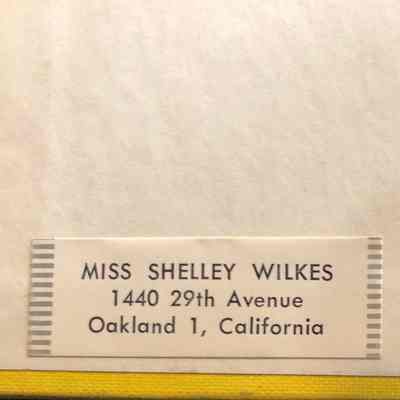 MISS SHELLEY WILKES
1440 29th Avenue
Oakland 1, California